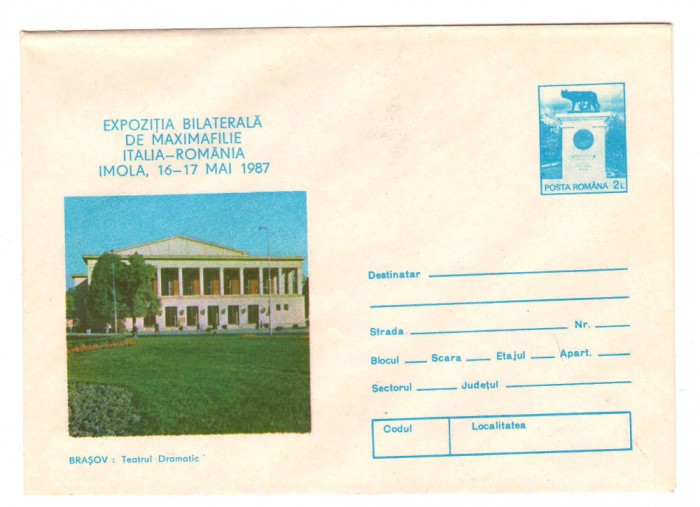 EXPOZIȚIA BILATERALĂ
DE MAXIMAFILIE
ITALIA–ROMÂNIA
IMOLA, 16–17 MAI 1987
POSTA ROMÂNA 2L
BRAȘOV : Teatrul Dramatic
Destinatar
Strada Nr.
Blocul Scara Etajul Apart.
Sectorul Județul
Codul Localitatea